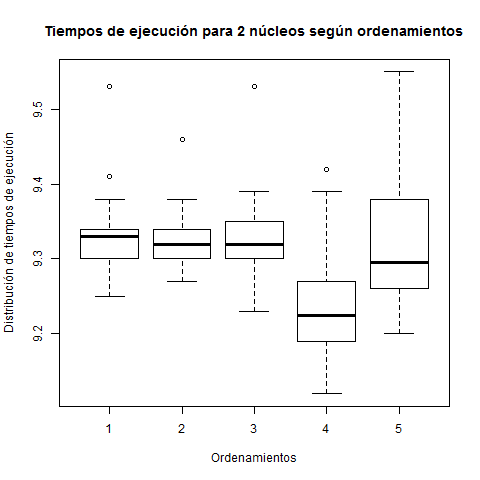 Tiempos de ejecución para 2 núcleos según ordenamientos
Distribución de tiempos de ejecución
9.5
9.4
9.3
9.2
1 2 3 4 5
Ordenamientos